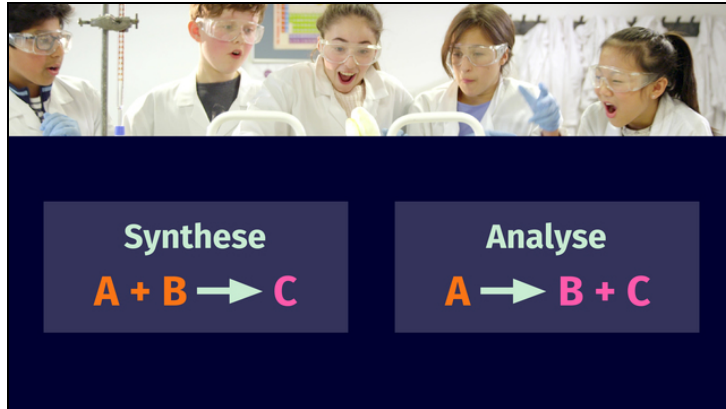 Synthese
A + B → C
Analyse
A → B + C